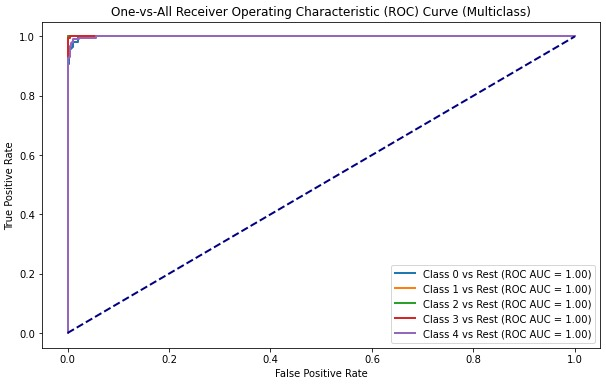 One-vs-All Receiver Operating Characteristic (ROC) Curve (Multiclass)
True Positive Rate
1.0
0.8
0.6
0.4
0.2
0.0
Class 0 vs Rest (ROC AUC = 1.00)
Class 1 vs Rest (ROC AUC = 1.00)
Class 2 vs Rest (ROC AUC = 1.00)
Class 3 vs Rest (ROC AUC = 1.00)
Class 4 vs Rest (ROC AUC = 1.00)
0.0 0.2 0.4 0.6 0.8 1.0
False Positive Rate